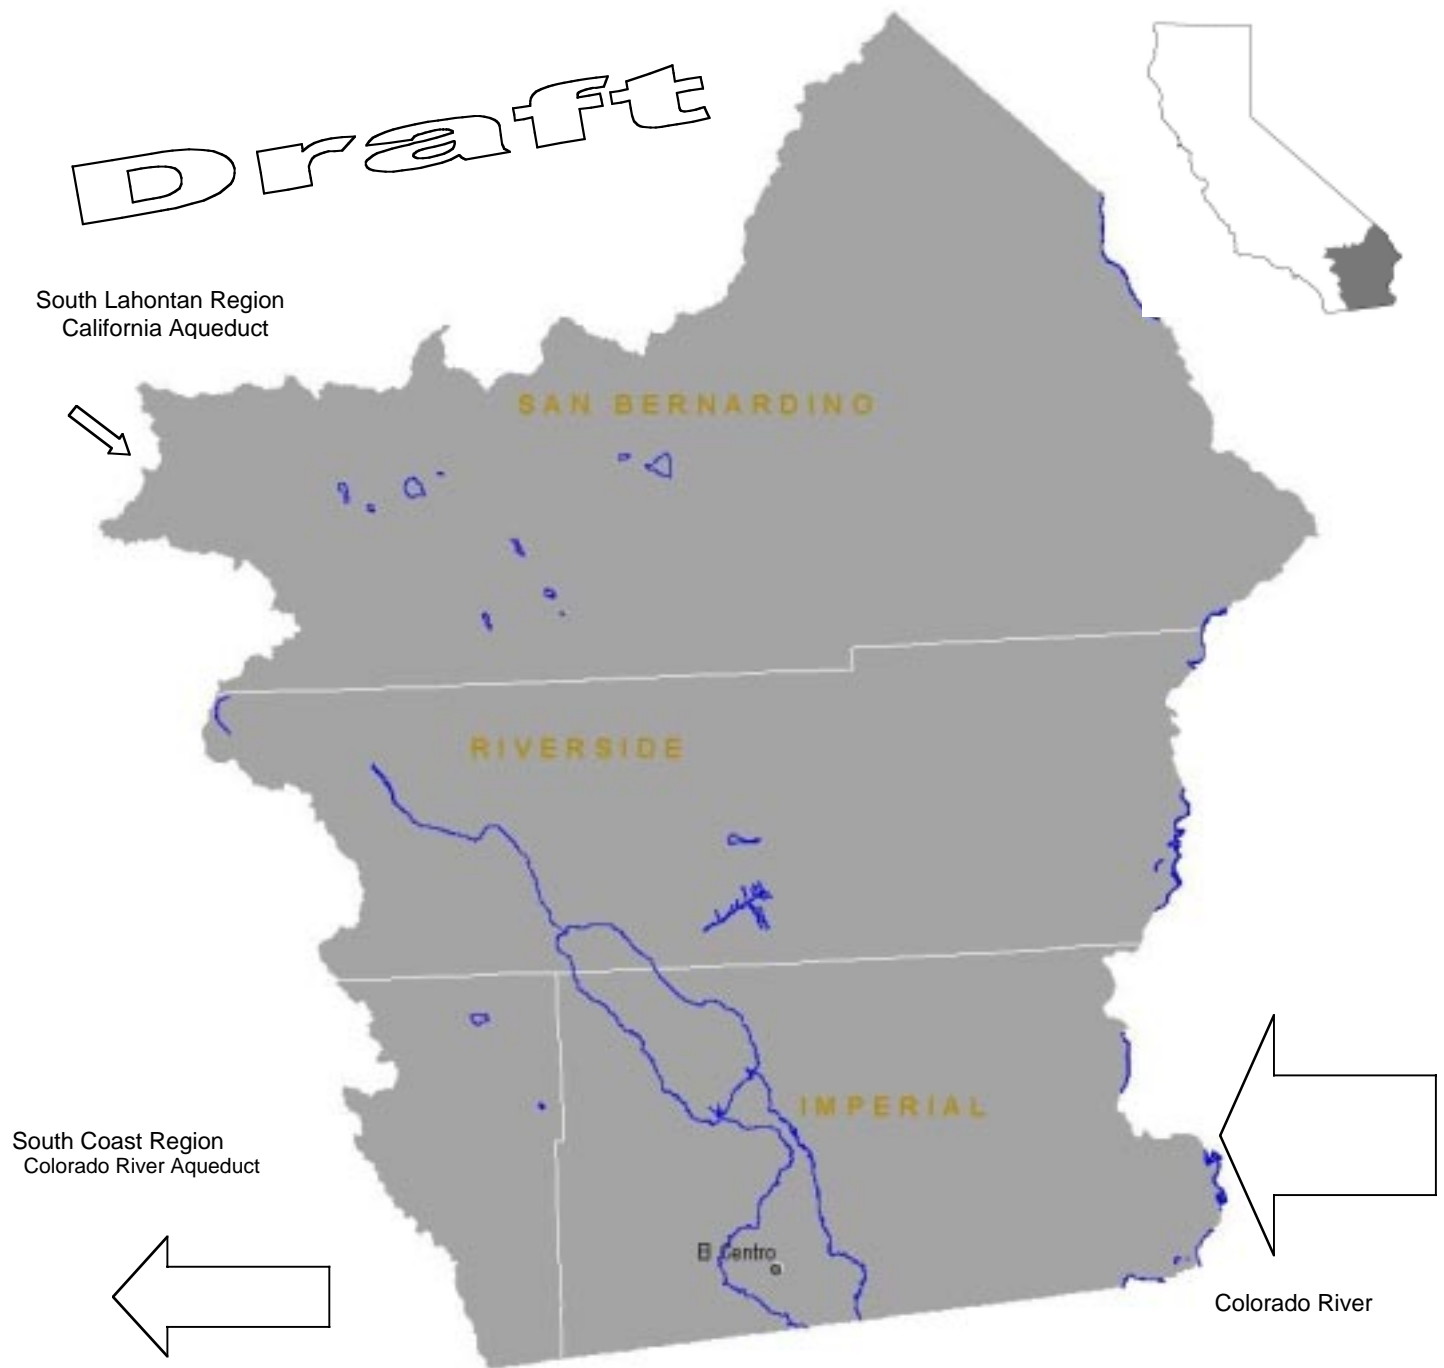 Draft
South Lahontan Region
California Aqueduct
SAN BERNARDINO
RIVERSIDE
IMPERIAL
South Coast Region
Colorado River Aqueduct
El Centro
Colorado River